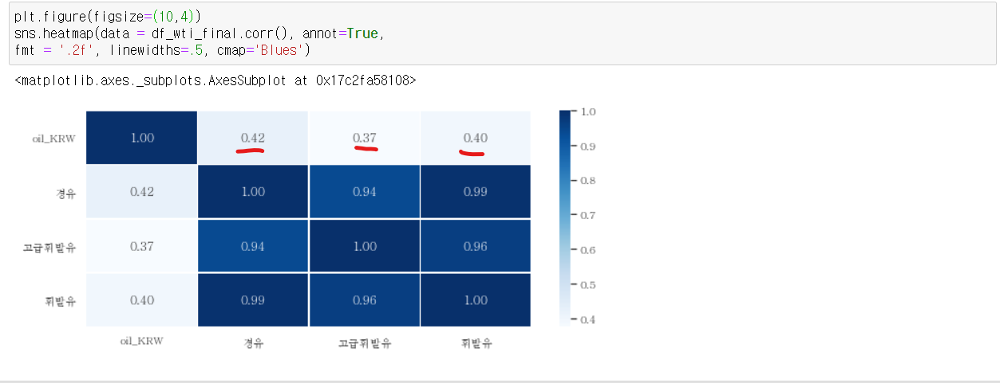 plt.figure(figsize=(10,4))
sns.heatmap(data = df_wti_final.corr(), annot=True,
fmt = '.2f', linewidths=.5, cmap='Blues')
<matplotlib.axes._subplots.AxesSubplot at 0x17c2fa58108>
oil_KRW 1.00 0.42 0.37 0.40
경유 0.42 1.00 0.94 0.99
고급휘발유 0.37 0.94 1.00 0.96
휘발유 0.40 0.99 0.96 1.00
oil_KRW 경유 고급휘발유 휘발유
1.0
0.9
0.8
0.7
0.6
0.5
0.4